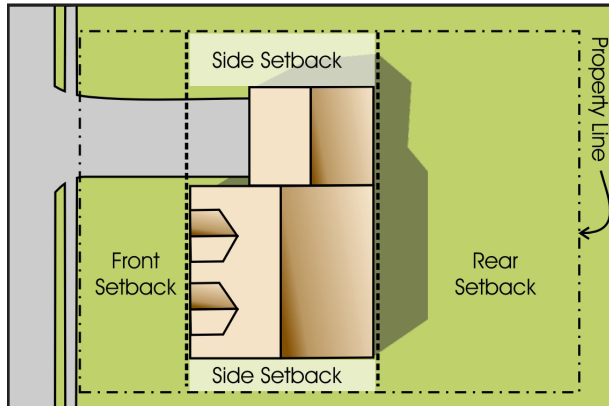 Side Setback
Property Line
Front
Setback
Rear
Setback
Side Setback